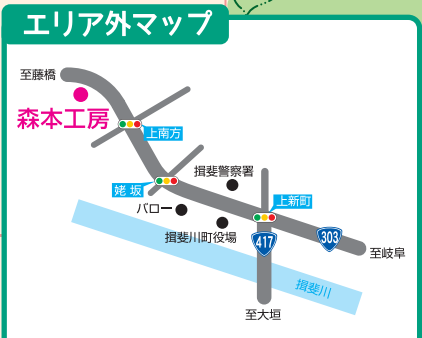 エリア外マップ
至藤橋
森本工房
上南方
揖斐警察署
姥坂
上新町
バロー
揖斐川町役場
417
303
至岐阜
揖斐川
至大垣